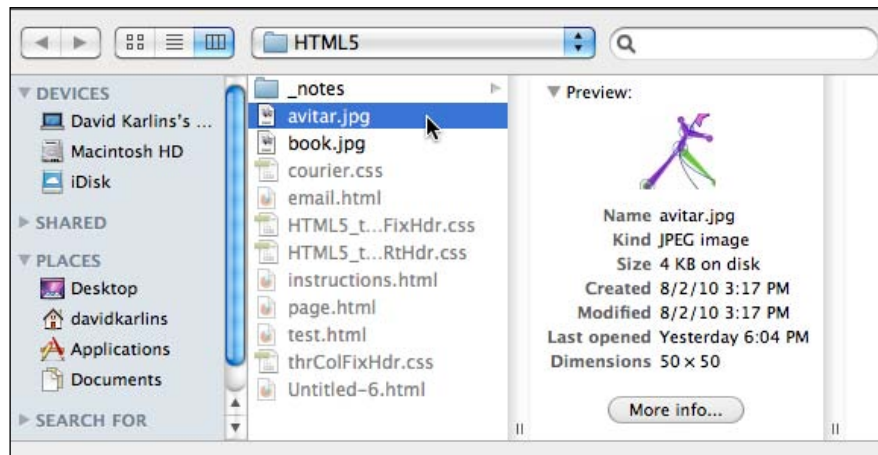 HTML5
DEVICES
David Karlins's ...
Macintosh HD
iDisk
SHARED
PLACES
Desktop
davidkarlins
Applications
Documents
SEARCH FOR
_notes
avitar.jpg
book.jpg
courier.css
email.html
HTML5_t...FixHdr.css
HTML5_t...RtHdr.css
instructions.html
page.html
test.html
thrColFixHdr.css
Untitled-6.html
Preview:
Name avitar.jpg
Kind JPEG image
Size 4 KB on disk
Created 8/2/10 3:17 PM
Modified 8/2/10 3:17 PM
Last opened Yesterday 6:04 PM
Dimensions 50 × 50
More info...